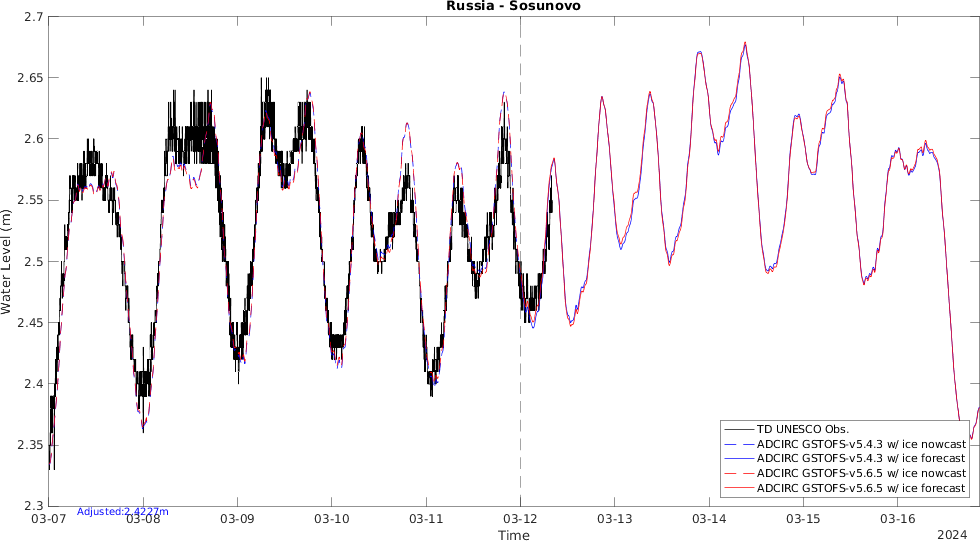 Russia - Sosunovo
2.7
2.65
2.6
2.55
2.5
2.45
2.4
2.35
2.3
Water Level (m)
TD UNESCO Obs.
ADCIRC GSTOFS-v5.4.3 w/ ice nowcast
ADCIRC GSTOFS-v5.4.3 w/ ice forecast
ADCIRC GSTOFS-v5.6.5 w/ ice nowcast
ADCIRC GSTOFS-v5.6.5 w/ ice forecast
Adjusted:2.4227m
03-07 03-08 03-09 03-10 03-11 03-12 03-13 03-14 03-15 03-16
Time
2024